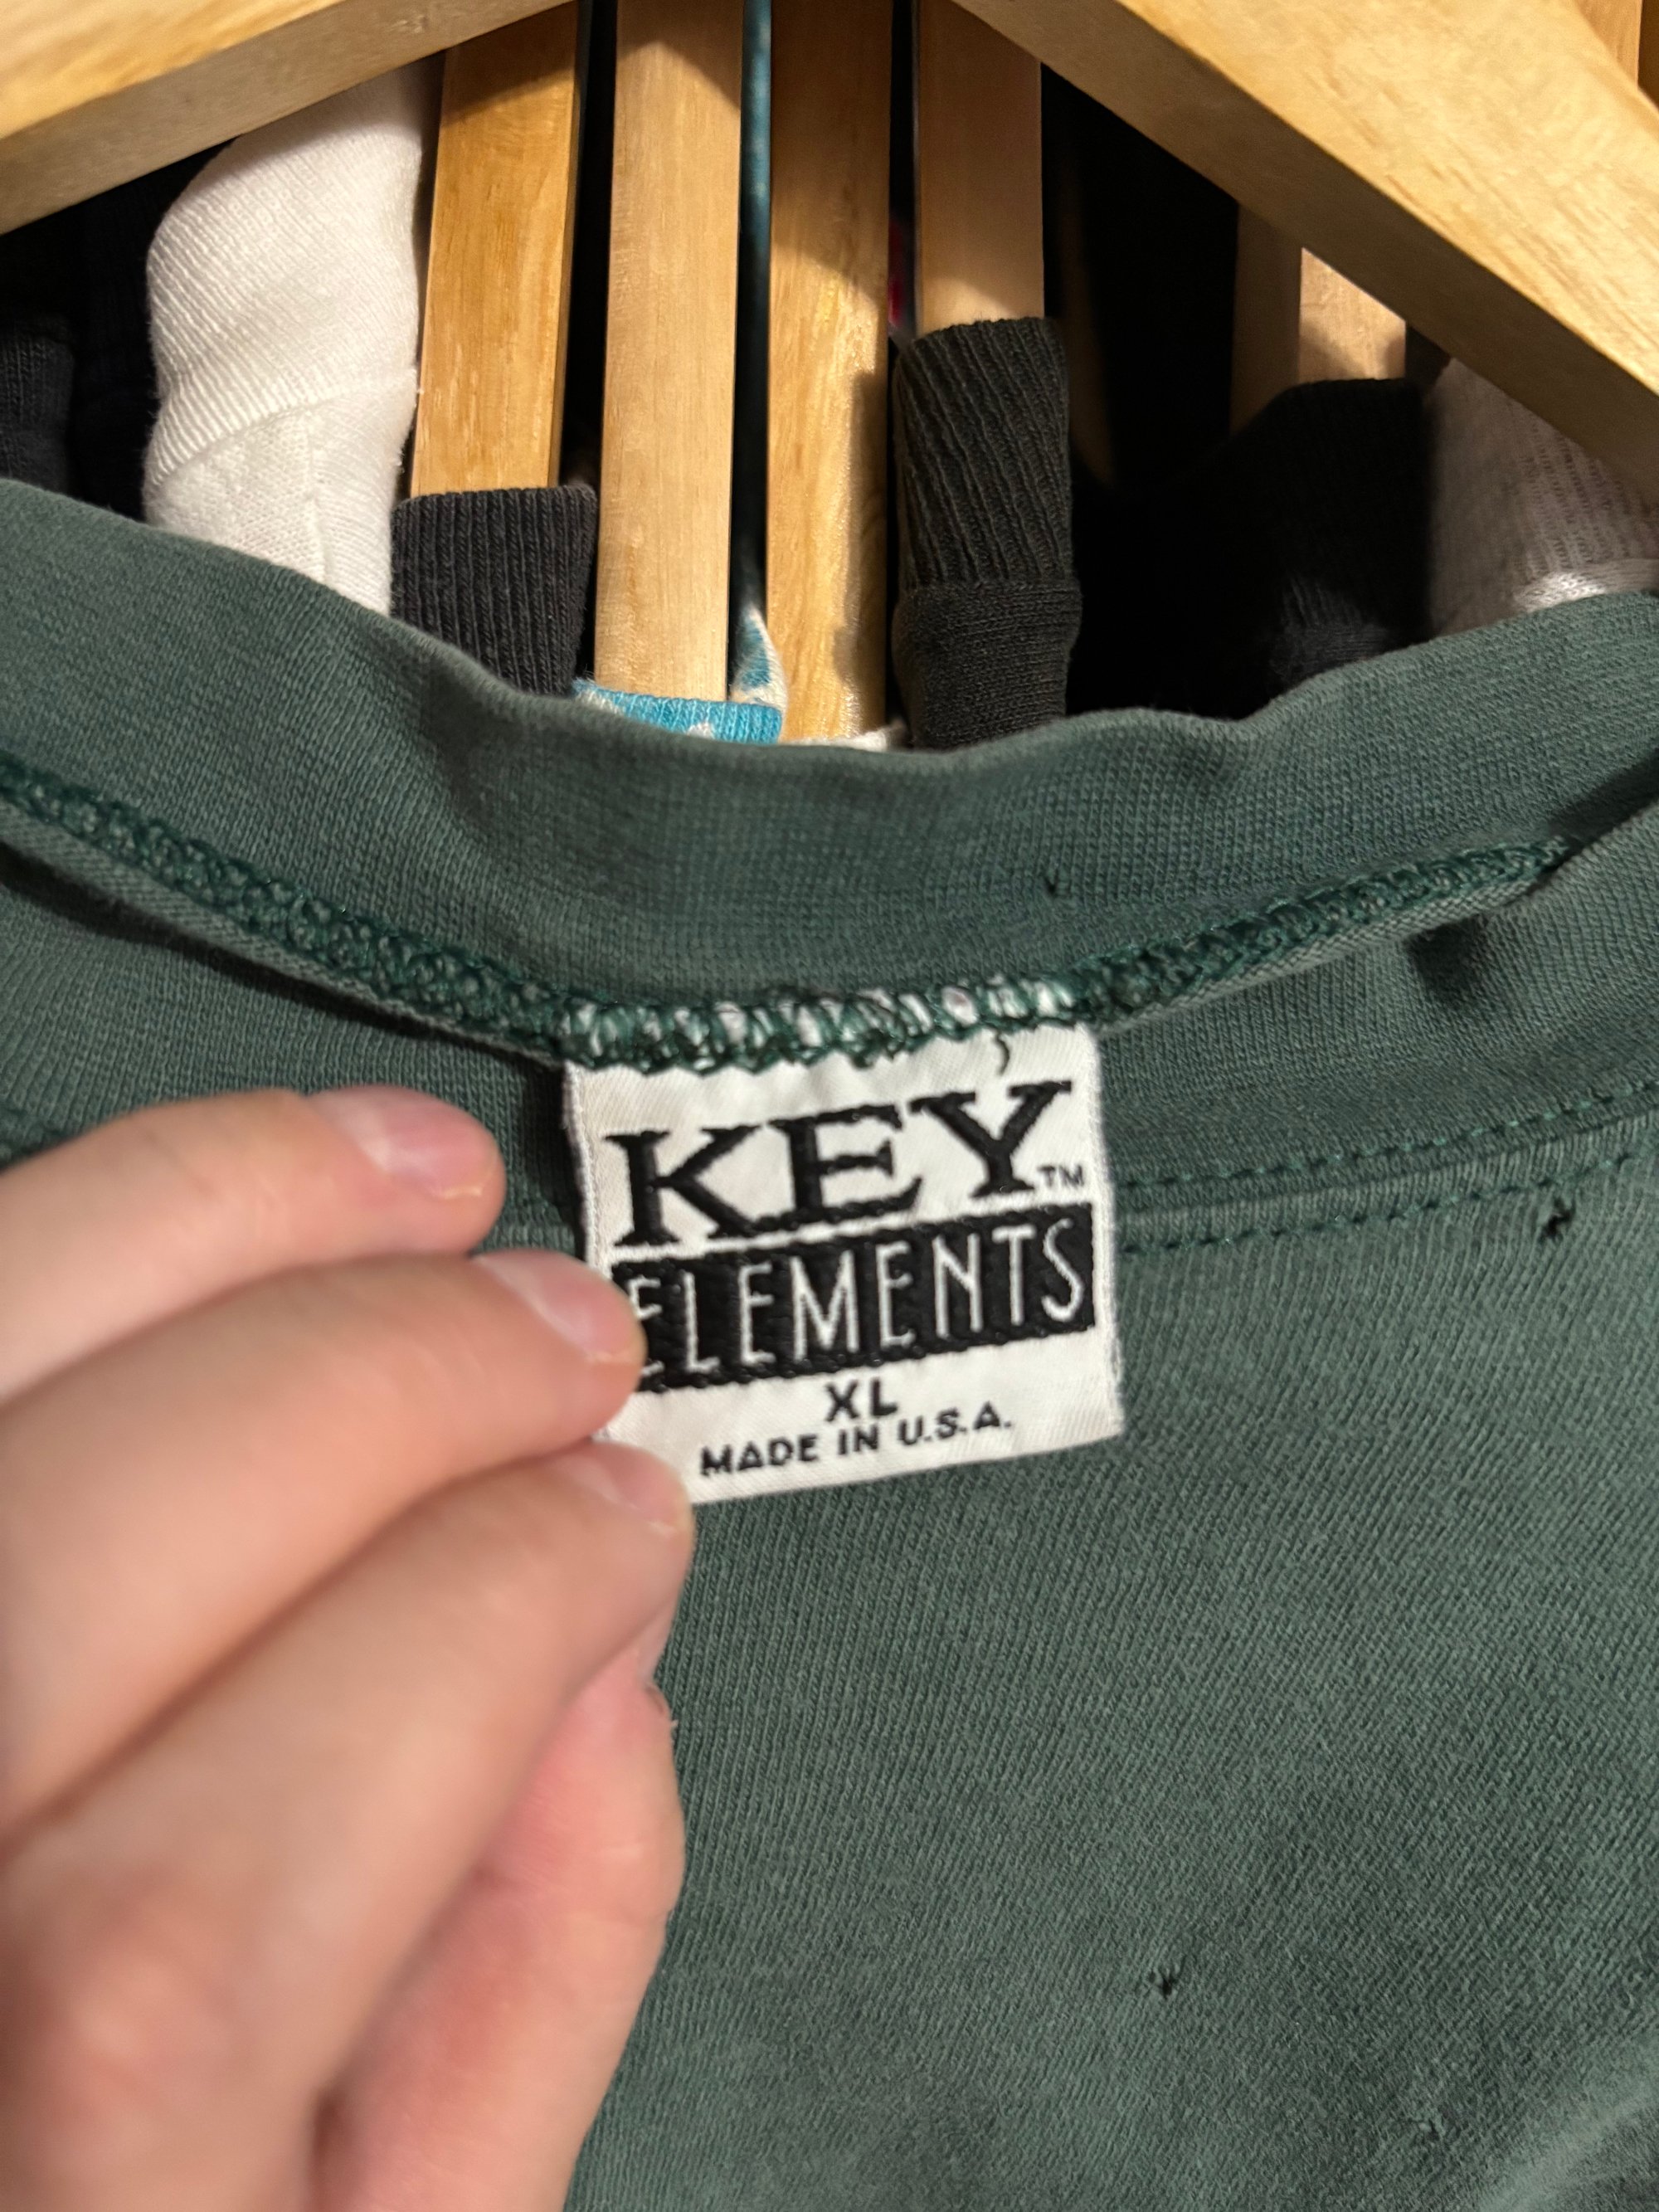 KEY™
ELEMENTS
XL
MADE IN U.S.A.